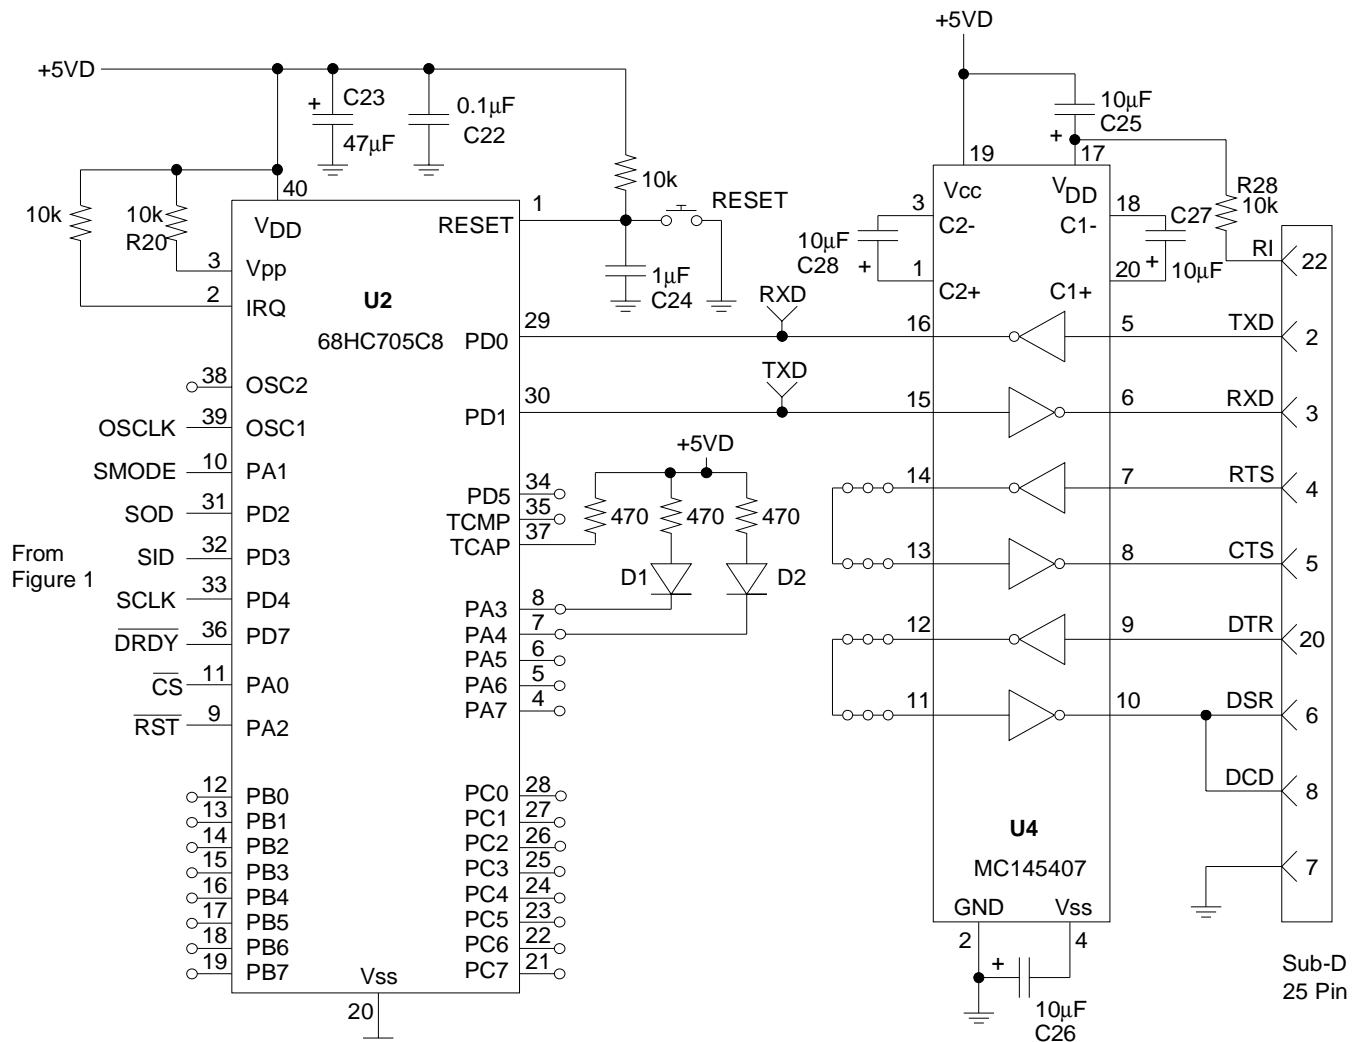 +5VD
+5VD
C23
+
47µF
0.1µF
C22
10k
10k
R20
40
VDD
3
Vpp
2
IRQ
U2
68HC705C8
RESET
1
10k
RESET
1µF
C24
RXD
PD0
29
TXD
PD1
30
38
OSC2
OSCLK
39
OSC1
SMODE
10
PA1
SOD
31
PD2
From
Figure 1
SID
32
PD3
SCLK
33
PD4
DRDY
36
PD7
CS
11
PA0
RST
9
PA2
+5VD
PD5
34
TCMP
35
TCAP
37
470
470
470
D1
D2
PA3
8
PA4
7
PA5
6
PA6
5
PA7
4
12
PB0
13
PB1
14
PB2
15
PB3
16
PB4
17
PB5
18
PB6
19
PB7
PC0
28
PC1
27
PC2
26
PC3
25
PC4
24
PC5
23
PC6
22
PC7
21
Vss
20
10µF
C25
+
19
17
Vcc
VDD
3
C2-
C1-
18
C27
R28
10k
10µF
C28
+
1
C2+
C1+
20
+
10µF
RI
22
16
5
TXD
2
15
6
RXD
3
14
7
RTS
4
13
8
CTS
5
12
9
DTR
20
11
10
DSR
6
DCD
8
U4
MC145407
7
GND
Vss
2
4
+
10µF
C26
Sub-D
25 Pin